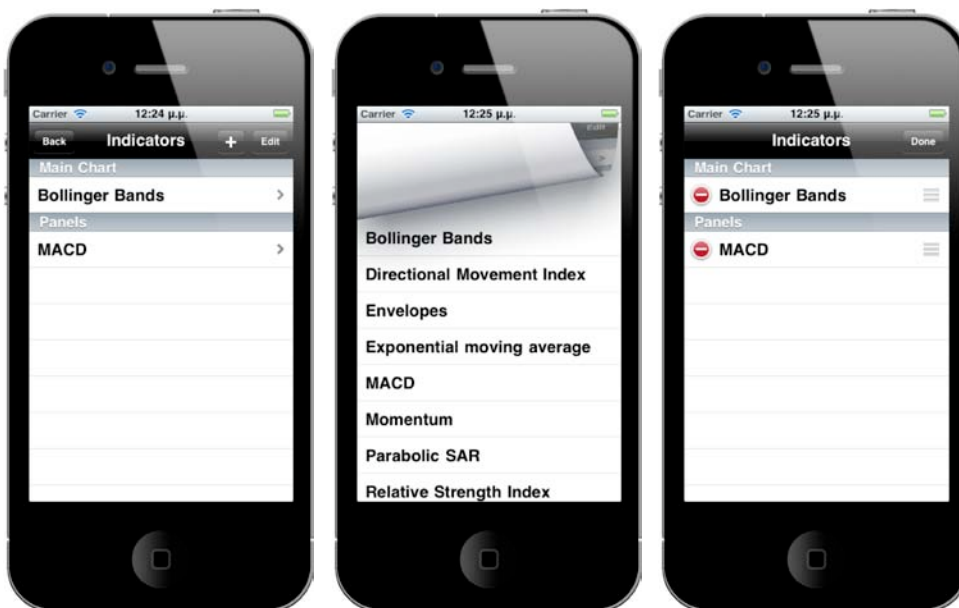 Carrier 12:24 μ.μ.
Back Indicators + Edit
Main Chart
Bollinger Bands
Panels
MACD
Carrier 12:25 μ.μ.
Edit
Bollinger Bands
Directional Movement Index
Envelopes
Exponential moving average
MACD
Momentum
Parabolic SAR
Relative Strength Index
Carrier 12:25 μ.μ.
Indicators Done
Main Chart
Bollinger Bands
Panels
MACD